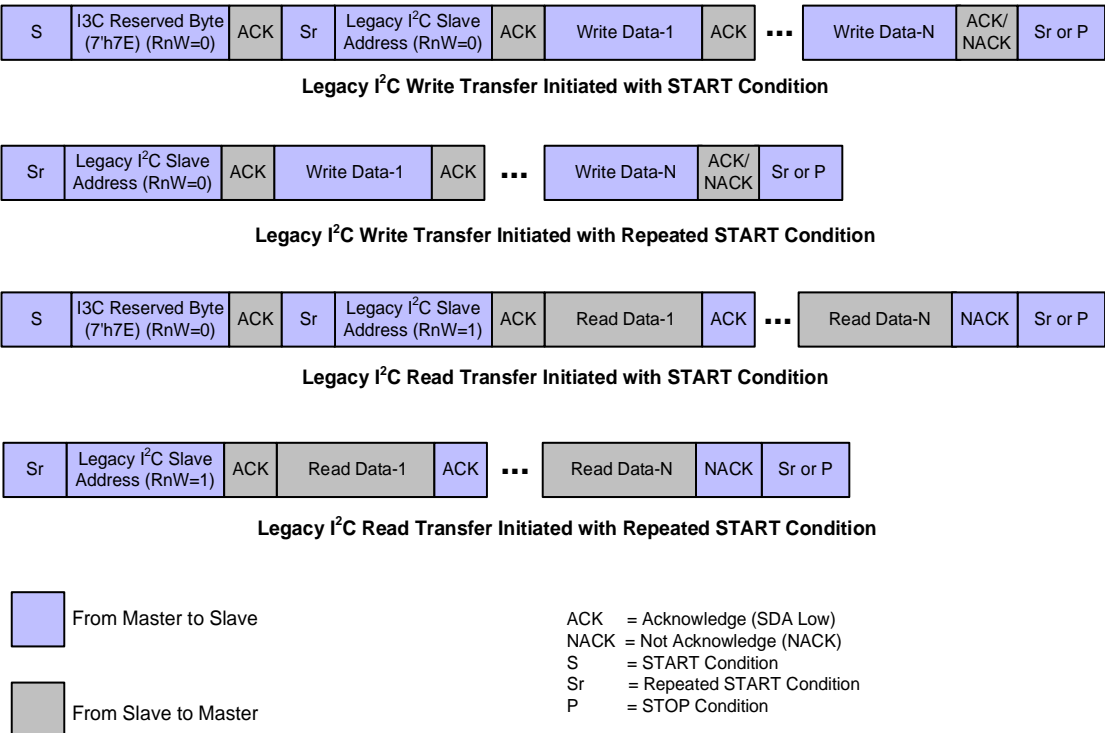 S I3C Reserved Byte (7'h7E) (RnW=0) ACK Sr Legacy I²C Slave Address (RnW=0) ACK Write Data-1 ACK ... Write Data-N ACK/ NACK Sr or P
Legacy I²C Write Transfer Initiated with START Condition
Sr Legacy I²C Slave Address (RnW=0) ACK Write Data-1 ACK ... Write Data-N ACK/ NACK Sr or P
Legacy I²C Write Transfer Initiated with Repeated START Condition
S I3C Reserved Byte (7'h7E) (RnW=0) ACK Sr Legacy I²C Slave Address (RnW=1) ACK Read Data-1 ACK ... Read Data-N NACK Sr or P
Legacy I²C Read Transfer Initiated with START Condition
Sr Legacy I²C Slave Address (RnW=1) ACK Read Data-1 ACK ... Read Data-N NACK Sr or P
Legacy I²C Read Transfer Initiated with Repeated START Condition
From Master to Slave
From Slave to Master
ACK = Acknowledge (SDA Low)
NACK = Not Acknowledge (NACK)
S = START Condition
Sr = Repeated START Condition
P = STOP Condition